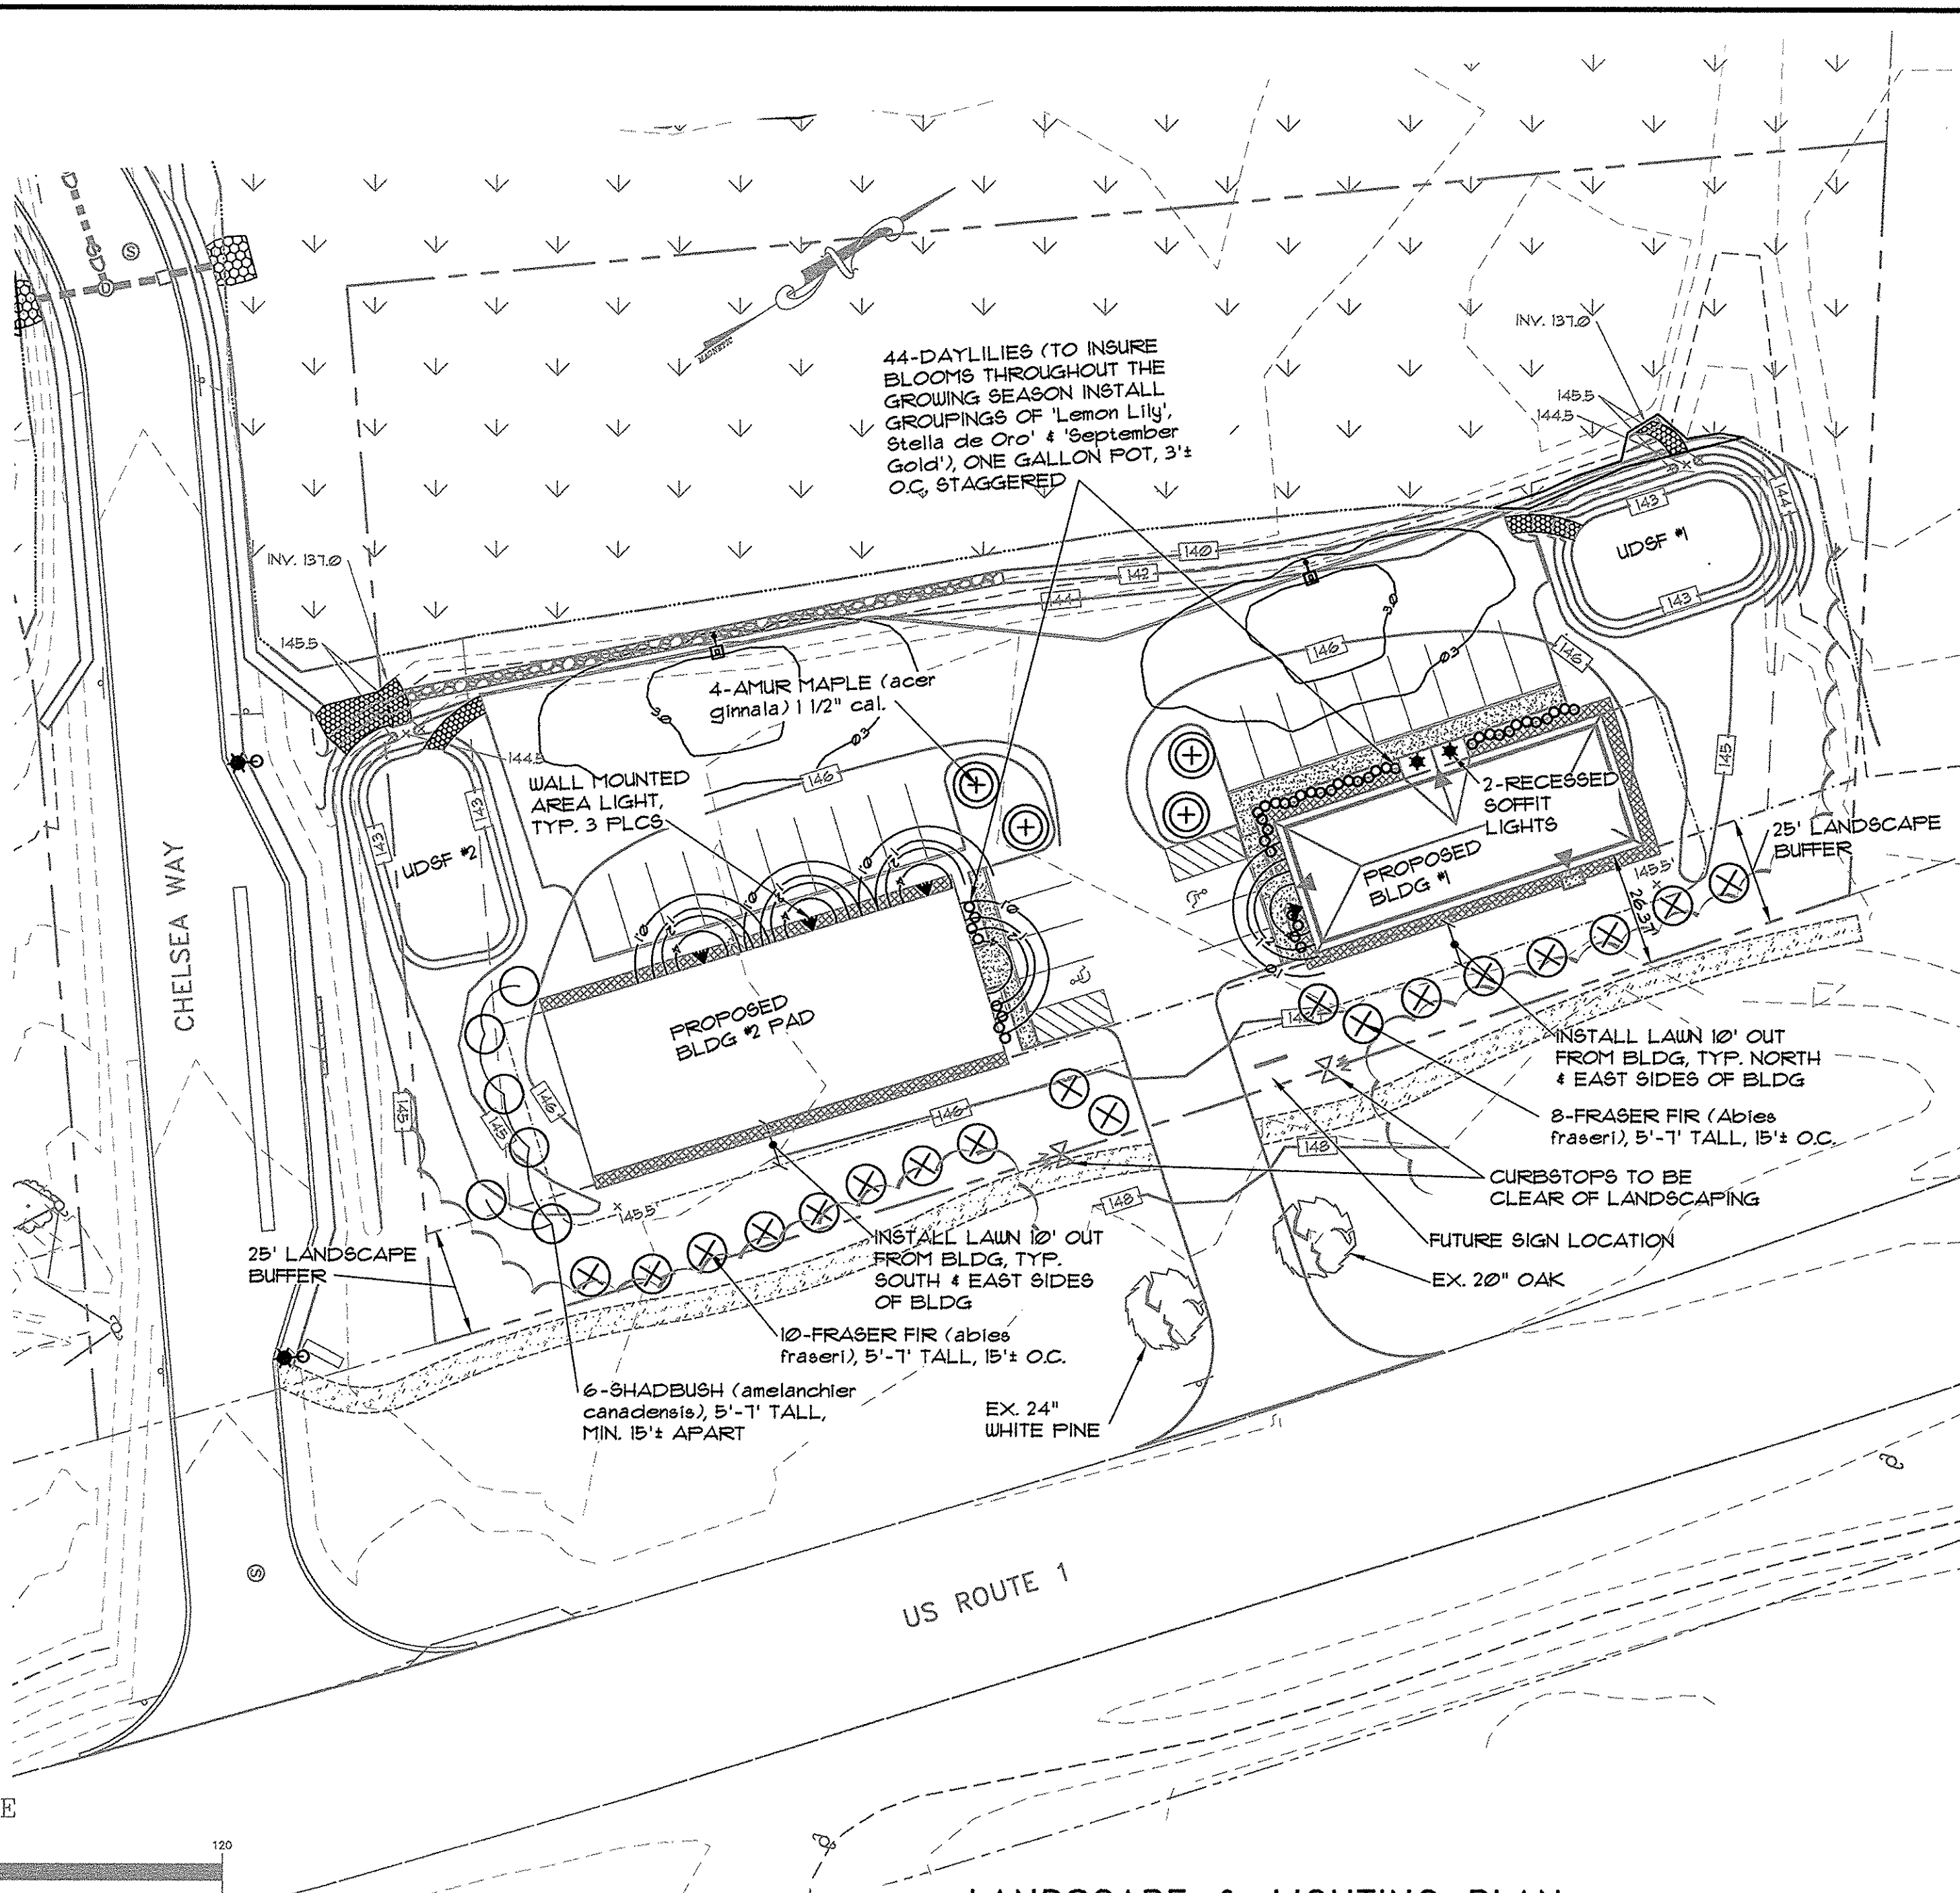 INV. 137.0
44-DAYLILIES (TO INSURE
BLOOMS THROUGHOUT THE
GROWING SEASON INSTALL
GROUPINGS OF 'Lemon Lily',
Stella de Oro' & 'September
Gold'), ONE GALLON POT, 3'±
O.C, STAGGERED
MAGNETIC
145.5
144.5
143
144
UDSF #1
143
140
142
144
INV. 137.0
145.5
30
146
03
146
4-AMUR MAPLE (acer
ginnala) 1 1/2" cal.
30
03
146
144.5
WALL MOUNTED
AREA LIGHT,
TYP. 3 PLCS
143
143
UDSF #2
2-RECESSED
SOFFIT
LIGHTS
145
25' LANDSCAPE
BUFFER
PROPOSED
BLDG #1
145.5'
26.37'
CHELSEA WAY
PROPOSED
BLDG #2 PAD
INSTALL LAWN 10' OUT
FROM BLDG, TYP. NORTH
& EAST SIDES OF BLDG
8-FRASER FIR (Abies
fraseri), 5'-7' TALL, 15'± O.C.
145
145
146
146
148
CURBSTOPS TO BE
CLEAR OF LANDSCAPING
148
145.5'
FUTURE SIGN LOCATION
EX. 20" OAK
25' LANDSCAPE
BUFFER
INSTALL LAWN 10' OUT
FROM BLDG, TYP.
SOUTH & EAST SIDES
OF BLDG
10-FRASER FIR (abies
fraseri), 5'-7' TALL, 15'± O.C.
6-SHADBUSH (amelanchier
canadensis), 5'-7' TALL,
MIN. 15'± APART
EX. 24"
WHITE PINE
US ROUTE 1
E
120
LANDSCAPE & LIGHTING PLAN